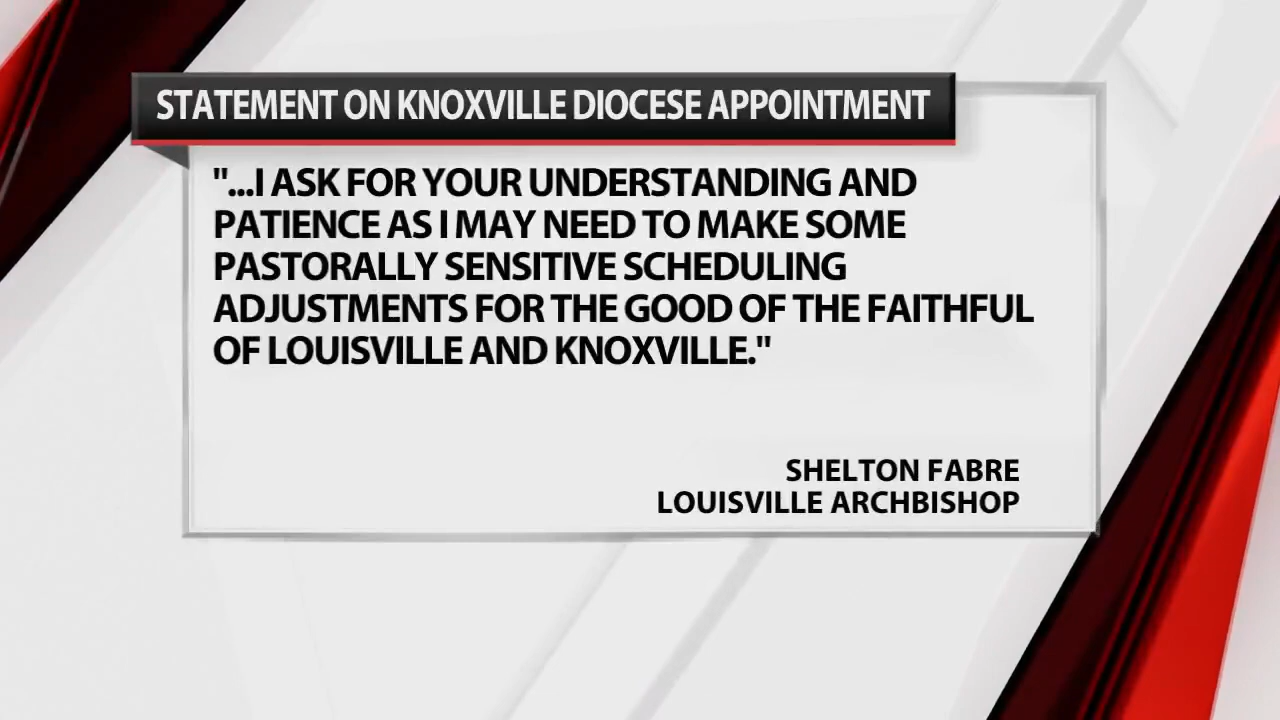 STATEMENT ON KNOXVILLE DIOCESE APPOINTMENT
"...I ASK FOR YOUR UNDERSTANDING AND
PATIENCE AS I MAY NEED TO MAKE SOME
PASTORALLY SENSITIVE SCHEDULING
ADJUSTMENTS FOR THE GOOD OF THE FAITHFUL
OF LOUISVILLE AND KNOXVILLE."
SHELTON FABRE
LOUISVILLE ARCHBISHOP